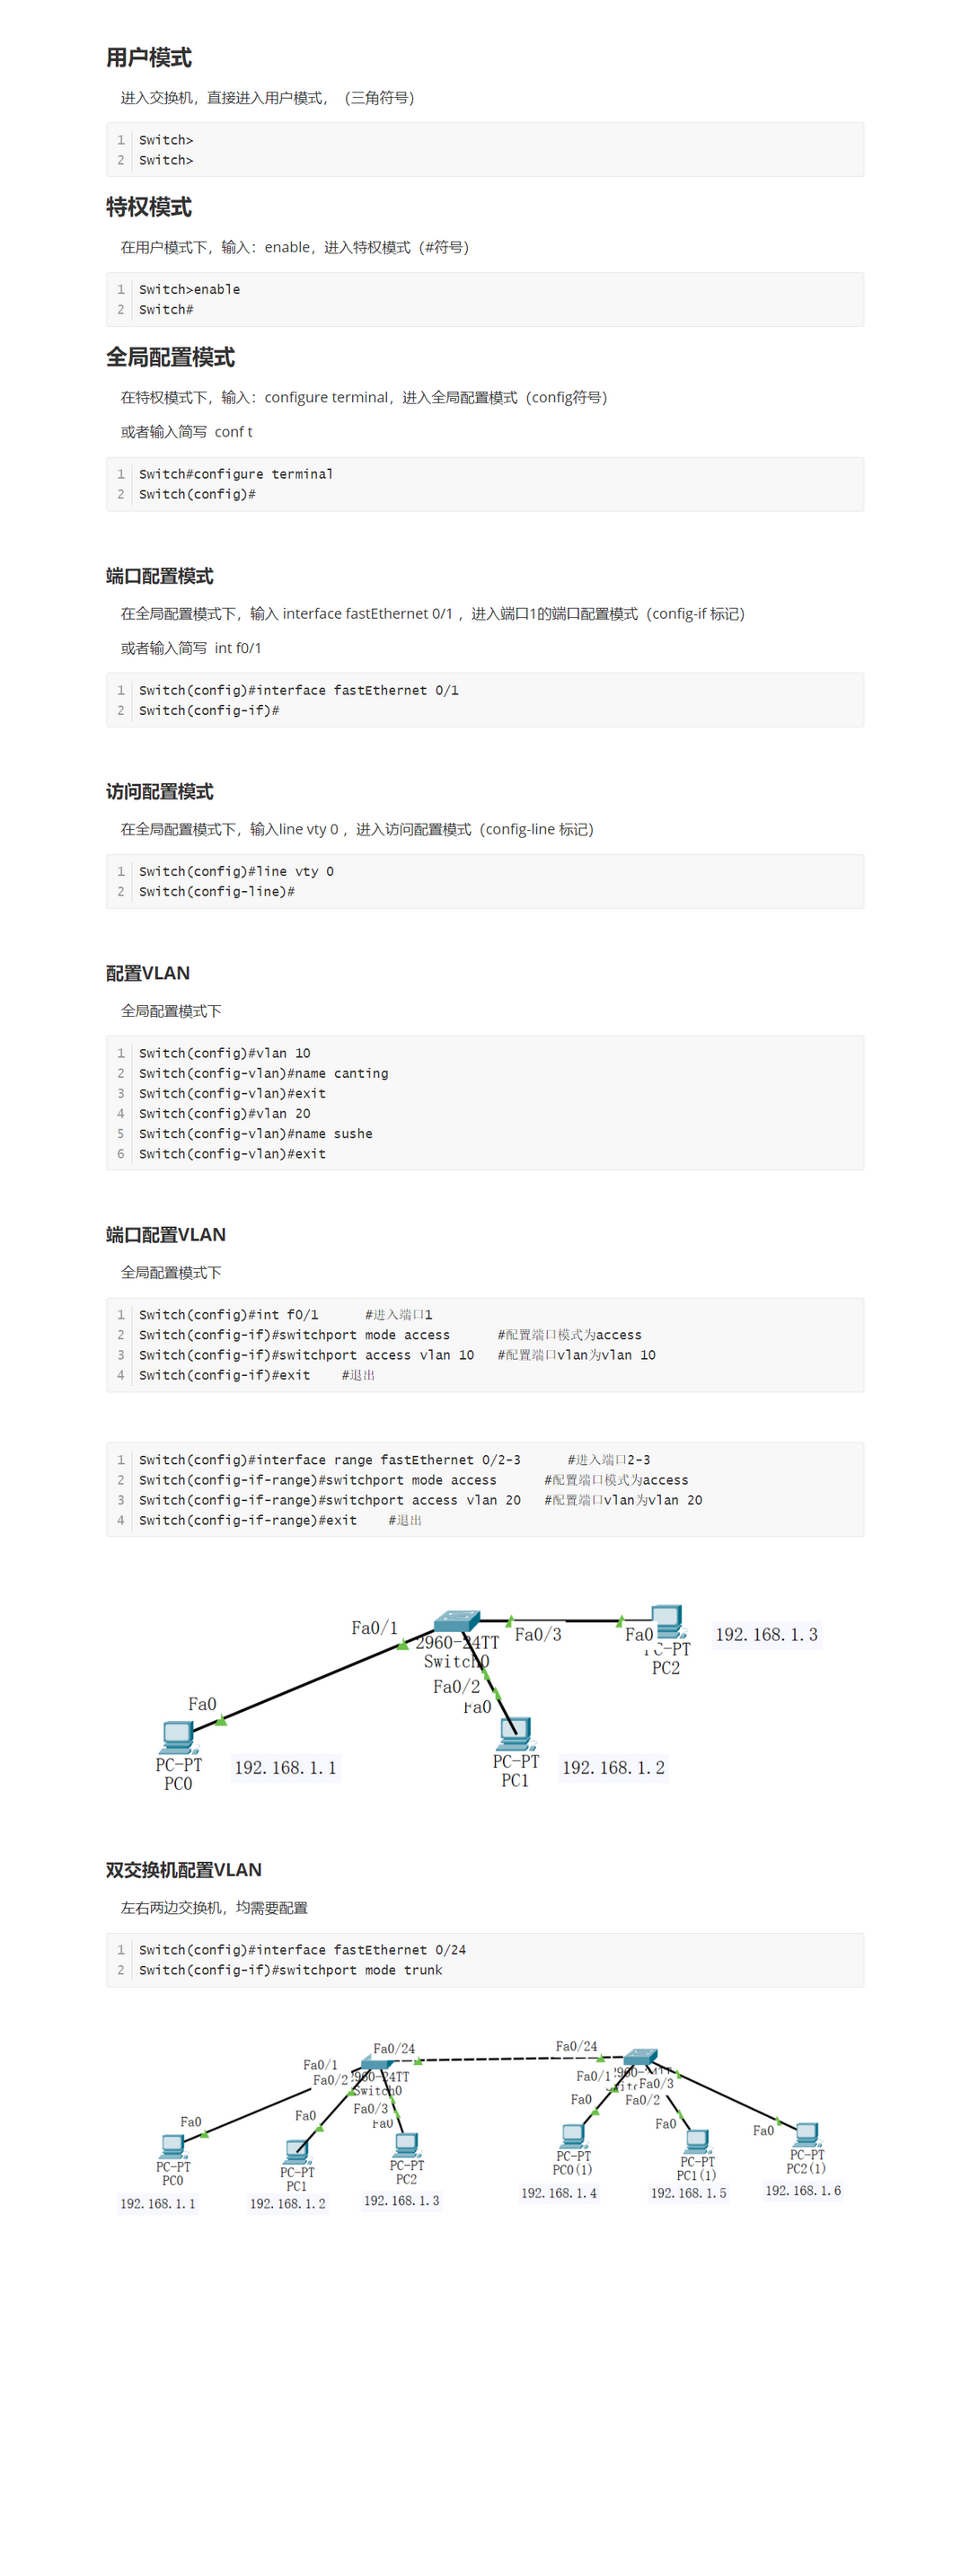 用户模式
进入交换机，直接进入用户模式，（三角符号）
1 Switch>
2 Switch>
特权模式
在用户模式下，输入：enable，进入特权模式（#符号）
1 Switch>enable
2 Switch#
全局配置模式
在特权模式下，输入：configure terminal，进入全局配置模式（config符号）
或者输入简写 conf t
1 Switch#configure terminal
2 Switch(config)#
端口配置模式
在全局配置模式下，输入 interface fastEthernet 0/1 ，进入端口1的端口配置模式（config-if 标记）
或者输入简写 int f0/1
1 Switch(config)#interface fastEthernet 0/1
2 Switch(config-if)#
访问配置模式
在全局配置模式下，输入line vty 0 ，进入访问配置模式（config-line 标记）
1 Switch(config)#line vty 0
2 Switch(config-line)#
配置VLAN
全局配置模式下
1 Switch(config)#vlan 10
2 Switch(config-vlan)#name canting
3 Switch(config-vlan)#exit
4 Switch(config)#vlan 20
5 Switch(config-vlan)#name sushe
6 Switch(config-vlan)#exit
端口配置VLAN
全局配置模式下
1 Switch(config)#int f0/1 #进入端口1
2 Switch(config-if)#switchport mode access #配置端口模式为access
3 Switch(config-if)#switchport access vlan 10 #配置端口vlan为vlan 10
4 Switch(config-if)#exit #退出
1 Switch(config)#interface range fastEthernet 0/2-3 #进入端口2-3
2 Switch(config-if-range)#switchport mode access #配置端口模式为access
3 Switch(config-if-range)#switchport access vlan 20 #配置端口vlan为vlan 20
4 Switch(config-if-range)#exit #退出
Fa0/1
2960-24TT
Switch0
Fa0/3
Fa0
PC-PT
PC2
192.168.1.3
Fa0/2
Fa0
Fa0
PC-PT
PC0
192.168.1.1
PC-PT
PC1
192.168.1.2
双交换机配置VLAN
左右两边交换机，均需要配置
1 Switch(config)#interface fastEthernet 0/24
2 Switch(config-if)#switchport mode trunk
Fa0/24
Fa0/24
Fa0/1
Fa0/2
2960-24TT
Switch0
Fa0/3
Fa0
Fa0/1
Fa0/3
Fa0/2
Fa0
Fa0
Fa0
Fa0
Fa0
PC-PT
PC0
192.168.1.1
PC-PT
PC1
192.168.1.2
PC-PT
PC2
192.168.1.3
PC-PT
PC0(1)
192.168.1.4
PC-PT
PC1(1)
192.168.1.5
PC-PT
PC2(1)
192.168.1.6